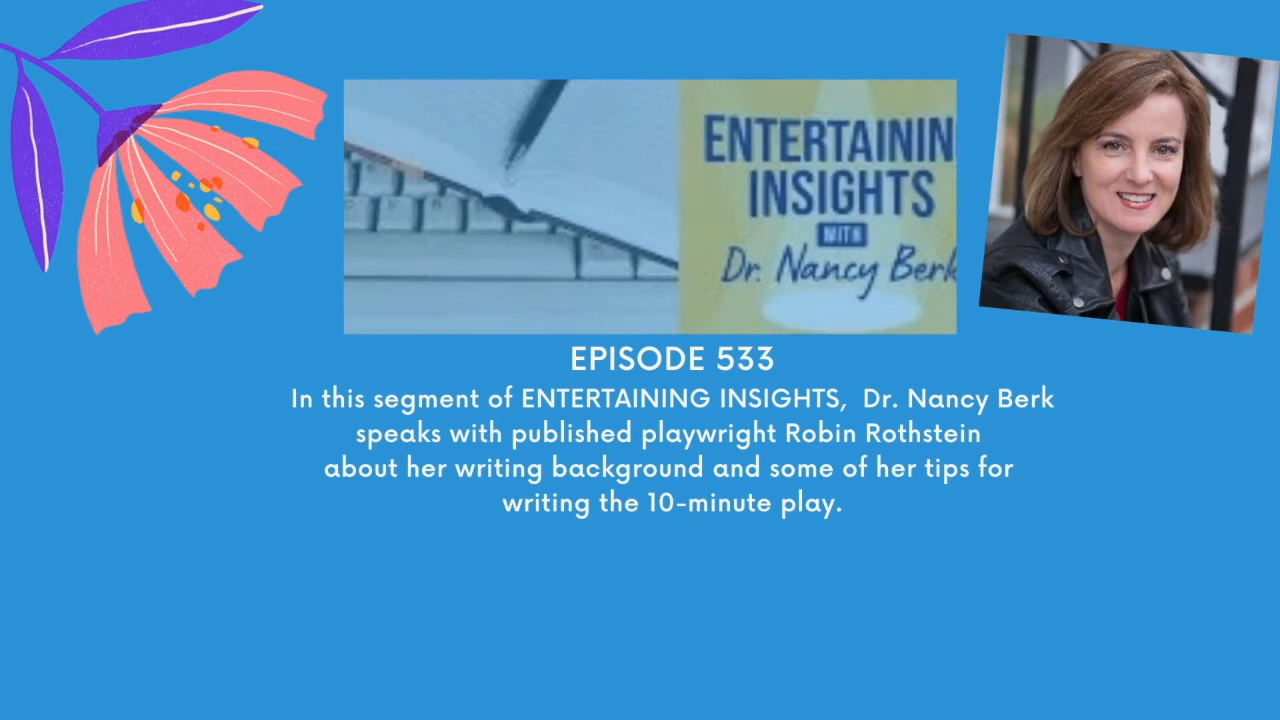 ENTERTAININ
INSIGHTS
WITH
Dr. Nancy Berk
EPISODE 533
In this segment of ENTERTAINING INSIGHTS, Dr. Nancy Berk
speaks with published playwright Robin Rothstein
about her writing background and some of her tips for
writing the 10-minute play.